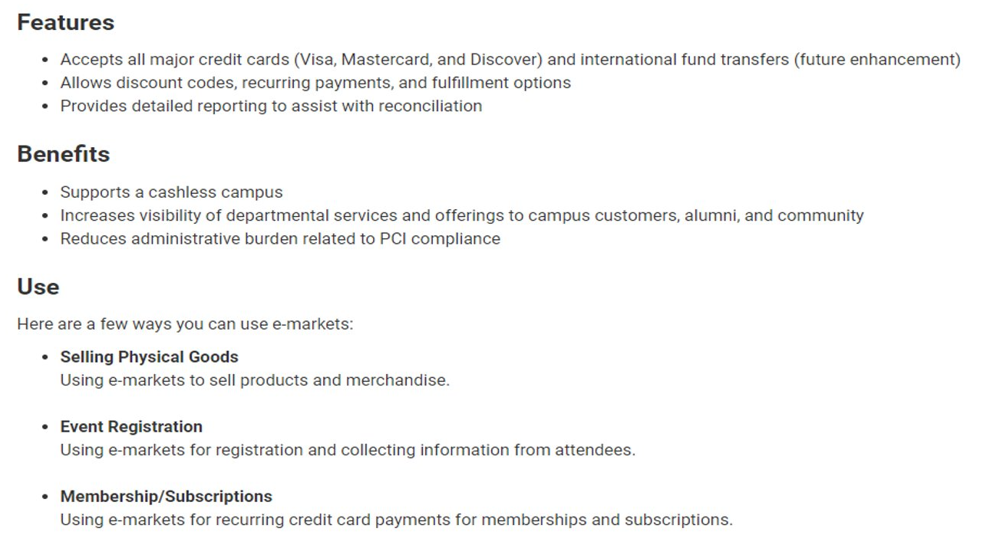 Features
• Accepts all major credit cards (Visa, Mastercard, and Discover) and international fund transfers (future enhancement)
• Allows discount codes, recurring payments, and fulfillment options
• Provides detailed reporting to assist with reconciliation
Benefits
• Supports a cashless campus
• Increases visibility of departmental services and offerings to campus customers, alumni, and community
• Reduces administrative burden related to PCI compliance
Use
Here are a few ways you can use e-markets:
• Selling Physical Goods
Using e-markets to sell products and merchandise.
• Event Registration
Using e-markets for registration and collecting information from attendees.
• Membership/Subscriptions
Using e-markets for recurring credit card payments for memberships and subscriptions.